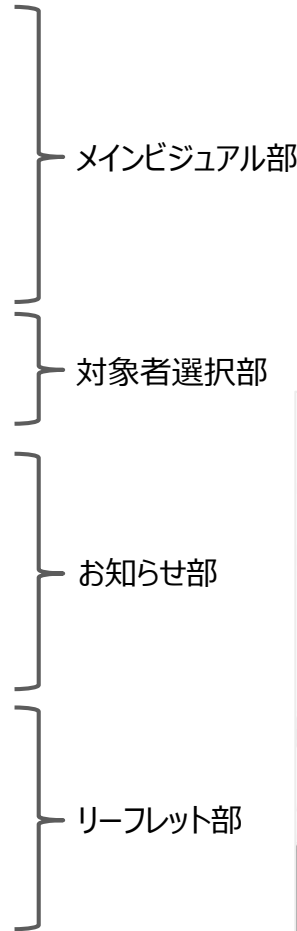 メインビジュアル部
対象者選択部
お知らせ部
リーフレット部